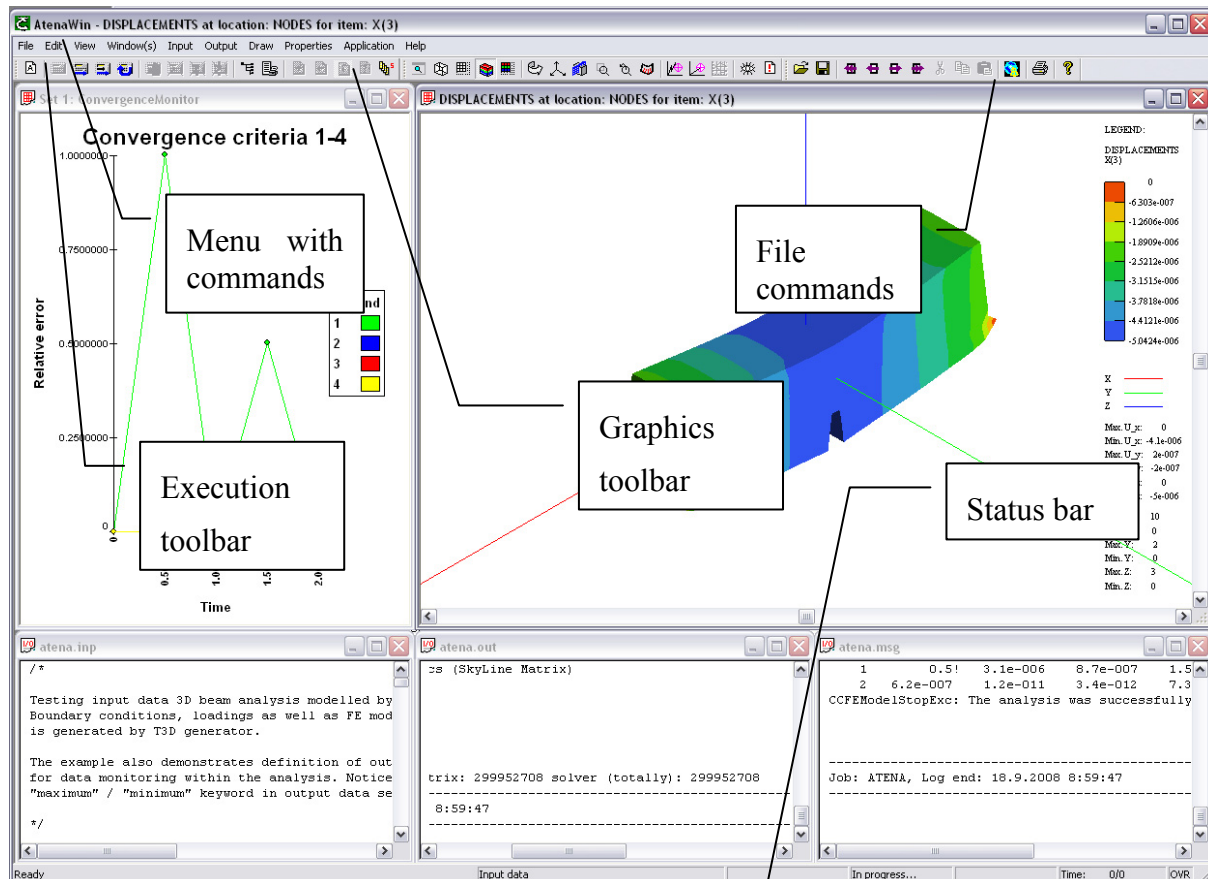 AtenaWin - DISPLACEMENTS at location: NODES for item: X(3)
File Edit View Window(s) Input Output Draw Properties Application Help
Set 1: ConvergenceMonitor
Convergence criteria 1-4
1.0000000
0.7500000
0.5000000
0.2500000
0
Relative error
0
0.5
1.0
1.5
2.0
Time
nd
1
2
3
4
Menu with
commands
Execution
toolbar
DISPLACEMENTS at location: NODES for item: X(3)
File
commands
Graphics
toolbar
Status bar
LEGEND:
DISPLACEMENTS
X(3)
0
-6.303e-007
-1.2606e-006
-1.8909e-006
-2.5212e-006
-3.1515e-006
-3.7818e-006
-4.4121e-006
-5.0424e-006
X
Y
Z
Max. U_x: 0
Min. U_x: -4.1e-006
Max. U_y: 2e-007
-2e-007
0
-5e-006
10
0
Max. Y: 2
Min. Y: 0
Max. Z: 3
Min. Z: 0
atena.inp
/*
Testing input data 3D beam analysis modelled by
Boundary conditions, loadings as well as FE mod
is generated by T3D generator.
The example also demonstrates definition of out
for data monitoring within the analysis. Notice
"maximum" / "minimum" keyword in output data se
*/
atena.out
cs (SkyLine Matrix)
trix: 299952708 solver (totally): 299952708
8:59:47
atena.msg
1 0.5! 3.1e-006 8.7e-007 1.5
2 6.2e-007 1.2e-011 3.4e-012 7.3
CCFEModelStopExc: The analysis was successfully
Job: ATENA, Log end: 18.9.2008 8:59:47
Ready Input data In progress... Time: 0/0 OVR